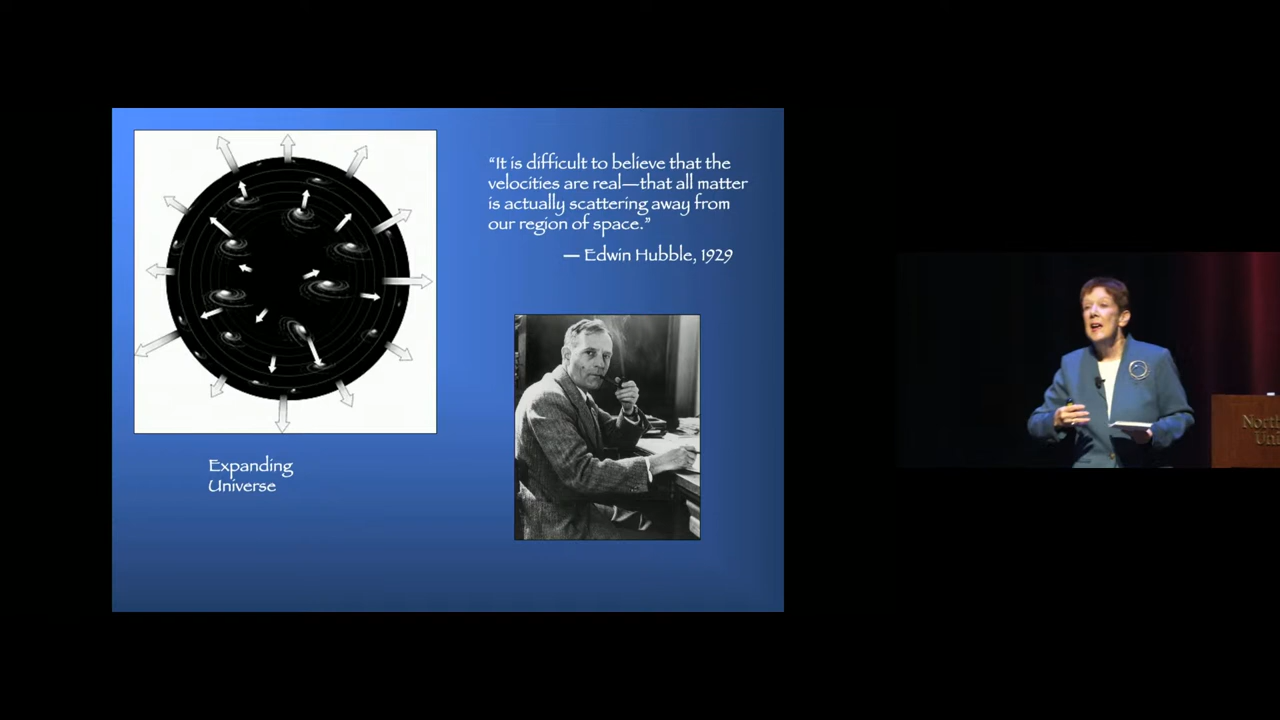 “It is difficult to believe that the
velocities are real—that all matter
is actually scattering away from
our region of space.”
— Edwin Hubble, 1929
Expanding
Universe